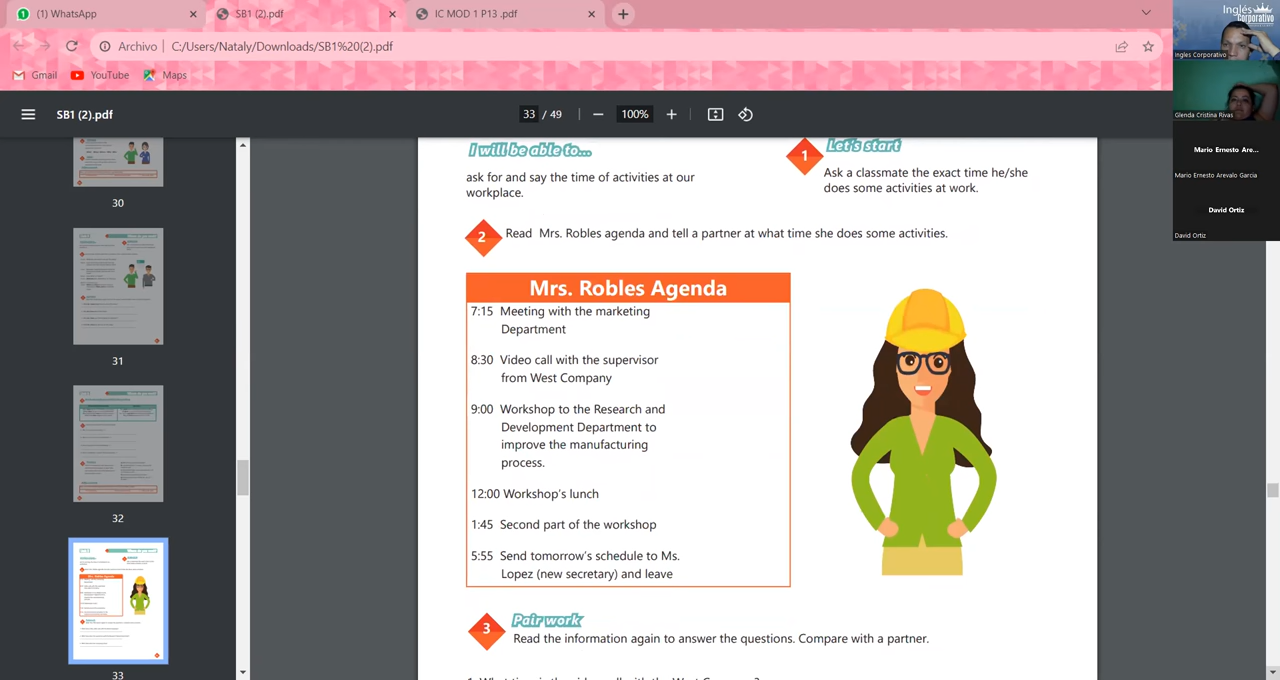 (1) WhatsApp
SB1 (2).pdf
IC MOD 1 P13 .pdf
Archivo
C:/Users/Nataly/Downloads/SB1%20(2).pdf
Gmail
YouTube
Maps
SB1 (2).pdf
33 / 49
100%
30
31
32
33
I will be able to...
ask for and say the time of activities at our
workplace.
1
Let's start
Ask a classmate the exact time he/she
does some activities at work.
2
Read Mrs. Robles agenda and tell a partner at what time she does some activities.
Mrs. Robles Agenda
7:15 Meeting with the marketing
Department
8:30 Video call with the supervisor
from West Company
9:00 Workshop to the Research and
Development Department to
improve the manufacturing
process.
12:00 Workshop's lunch
1:45 Second part of the workshop
5:55 Send tomorrow's schedule to Ms.
Lopez (new secretary) and leave
3
Pair work
Read the information again to answer the questions. Compare with a partner.
Inglés
Corporativo
Ingles Corporativo
Glenda Cristina Rivas
Mario Ernesto Are...
Mario Ernesto Arevalo Garcia
David Ortiz
David Ortiz